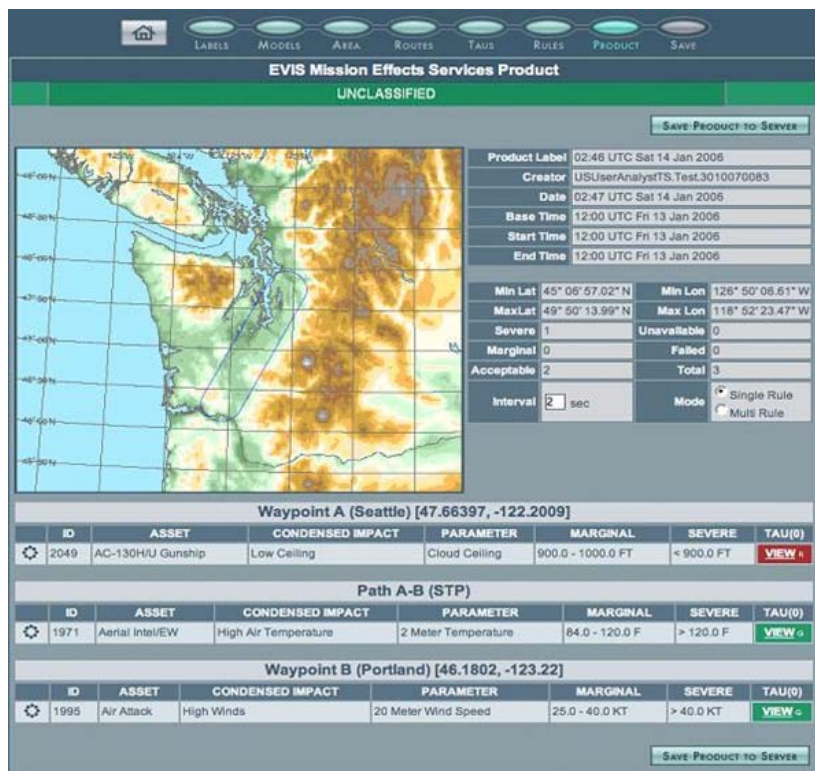 LABELS MODELS AREA ROUTES TAUS RULES PRODUCT SAVE
EVIS Mission Effects Services Product
UNCLASSIFIED
SAVE PRODUCT TO SERVER
Product Label 02:46 UTC Sat 14 Jan 2006
Creator USUserAnalystTS.Test.3010070083
Date 02:47 UTC Sat 14 Jan 2006
Base Time 12:00 UTC Fri 13 Jan 2006
Start Time 12:00 UTC Fri 13 Jan 2006
End Time 12:00 UTC Fri 13 Jan 2006
Min Lat 45° 06' 57.02" N Min Lon 126° 50' 06.61" W
MaxLat 49° 50' 13.99" N Max Lon 118° 52' 23.47" W
Severe 1 Unavailable 0
Marginal 0 Failed 0
Acceptable 2 Total 3
Interval 2 sec Mode Single Rule
Multi Rule
Waypoint A (Seattle) [47.66397, -122.2009]
ID ASSET CONDENSED IMPACT PARAMETER MARGINAL SEVERE TAU(0)
2049 AC-130H/U Gunship Low Ceiling Cloud Ceiling 900.0 - 1000.0 FT < 900.0 FT VIEW R
Path A-B (STP)
ID ASSET CONDENSED IMPACT PARAMETER MARGINAL SEVERE TAU(0)
1971 Aerial Intel/EW High Air Temperature 2 Meter Temperature 84.0 - 120.0 F > 120.0 F VIEW G
Waypoint B (Portland) [46.1802, -123.22]
ID ASSET CONDENSED IMPACT PARAMETER MARGINAL SEVERE TAU(0)
1995 Air Attack High Winds 20 Meter Wind Speed 25.0 - 40.0 KT > 40.0 KT VIEW G
SAVE PRODUCT TO SERVER